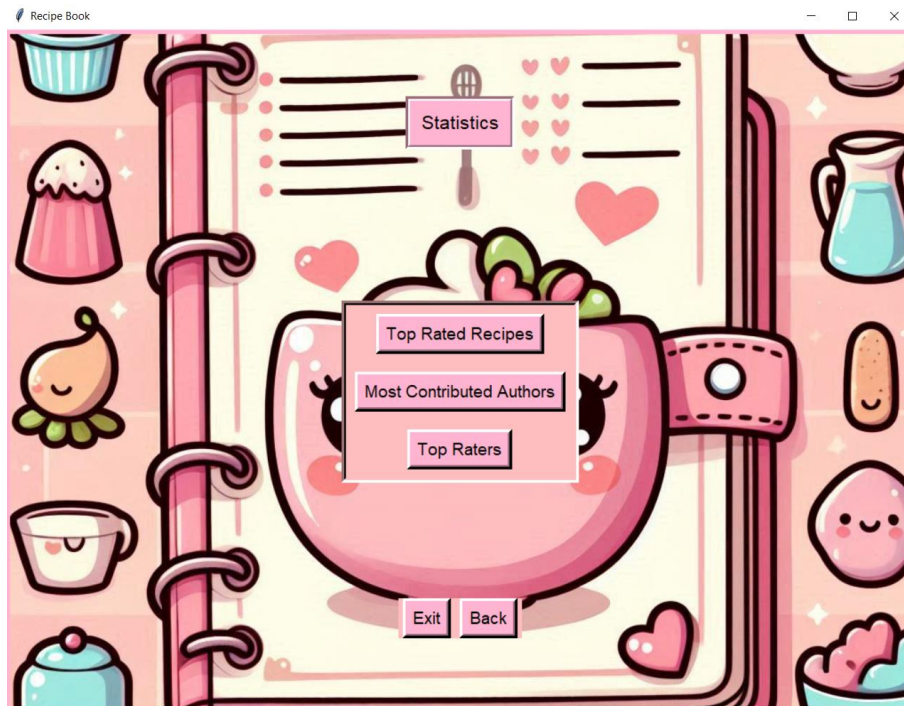 Recipe Book
Statistics
Top Rated Recipes
Most Contributed Authors
Top Raters
Exit Back